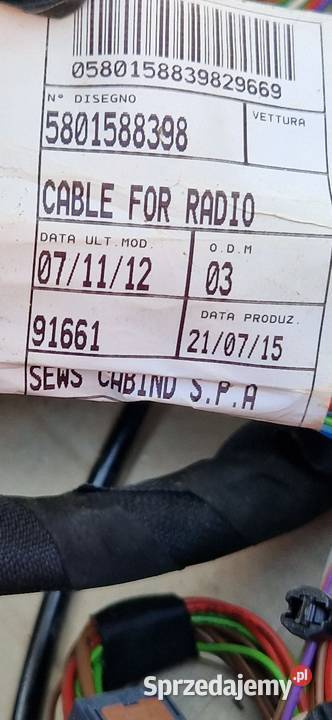 0580158839829669
N° DISEGNO
VETTURA
5801588398
CABLE FOR RADIO
DATA ULT.MOD.
O.D.M
07/11/12
03
DATA PRODUZ.
91661
21/07/15
SEWS CABIND S.P.A
Sprzedajemy.pl